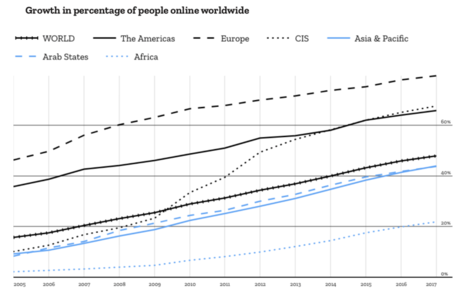 Growth in percentage of people online worldwide
WORLD The Americas Europe CIS Asia & Pacific
Arab States Africa
60%
40%
20%
0%
2005 2006 2007 2008 2009 2010 2011 2012 2013 2014 2015 2016 2017